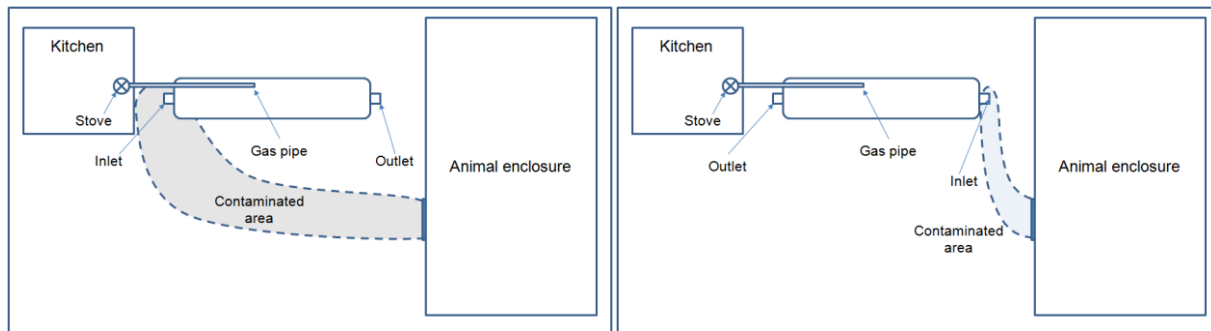 Kitchen
Stove
Inlet
Gas pipe
Outlet
Contaminated
area
Animal enclosure
Kitchen
Stove
Outlet
Gas pipe
Inlet
Contaminated
area
Animal enclosure